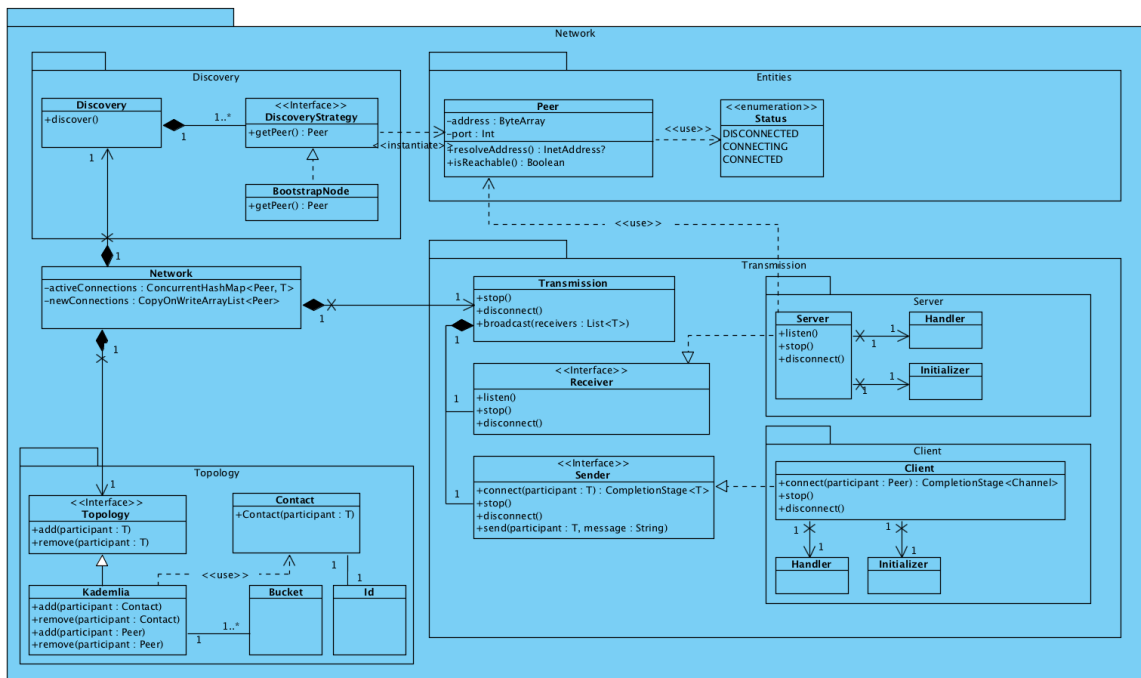 Network
Discovery
Discovery
+discover()
1..*
1
<<Interface>>
DiscoveryStrategy
+getPeer() : Peer
<<instantiate>>
BootstrapNode
+getPeer() : Peer
1
1
Entities
Peer
-address : ByteArray
-port : Int
+resolveAddress() : InetAddress?
+isReachable() : Boolean
<<use>>
<<enumeration>>
Status
DISCONNECTED
CONNECTING
CONNECTED
<<use>>
Network
-activeConnections : ConcurrentHashMap<Peer, T>
-newConnections : CopyOnWriteArrayList<Peer>
1
1
1
Transmission
Transmission
+stop()
+disconnect()
+broadcast(receivers : List<T>)
1
1
<<Interface>>
Receiver
+listen()
+stop()
+disconnect()
1
<<Interface>>
Sender
+connect(participant : T) : CompletionStage<T>
+stop()
+disconnect()
+send(participant : T, message : String)
Server
Server
+listen()
+stop()
+disconnect()
1
1
Handler
1
1
Initializer
Client
Client
+connect(participant : Peer) : CompletionStage<Channel>
+stop()
+disconnect()
1
1
1
1
Handler
Initializer
Topology
1
<<Interface>>
Topology
+add(participant : T)
+remove(participant : T)
Contact
+Contact(participant : T)
<<use>>
1
1
Kademlia
+add(participant : Contact)
+remove(participant : Contact)
+add(participant : Peer)
+remove(participant : Peer)
1
1..*
Bucket
Id